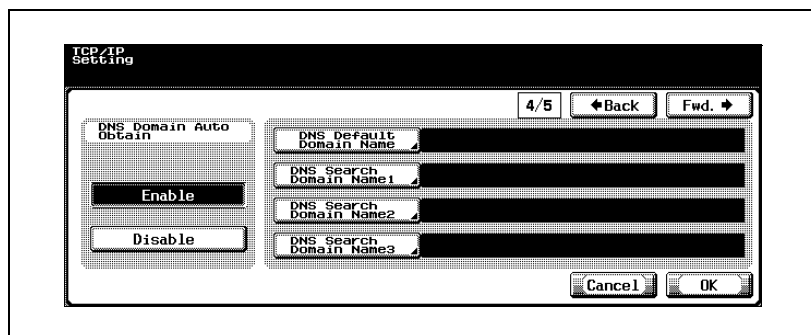 TCP/IP
Setting
4/5
Back
Fwd.
DNS Domain Auto
Obtain
Enable
Disable
DNS Default
Domain Name
DNS Search
Domain Name1
DNS Search
Domain Name2
DNS Search
Domain Name3
Cancel
OK